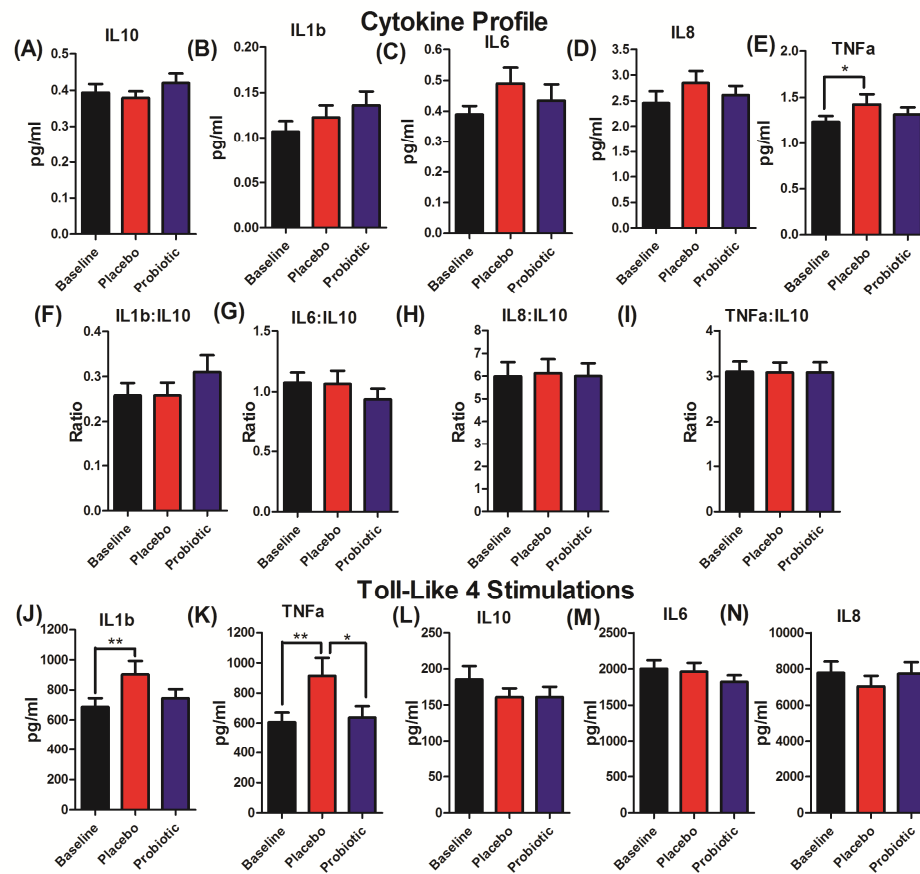 Cytokine Profile
(A) IL10
pg/ml
0.5
0.4
0.3
0.2
0.1
0.0
Baseline
Placebo
Probiotic
(B) IL1b
pg/ml
0.20
0.15
0.10
0.05
0.00
Baseline
Placebo
Probiotic
(C) IL6
pg/ml
0.6
0.5
0.4
0.3
0.2
0.1
0.0
Baseline
Placebo
Probiotic
(D) IL8
pg/ml
3.5
3.0
2.5
2.0
1.5
1.0
0.5
0.0
Baseline
Placebo
Probiotic
(E) TNFa
pg/ml
2.0
1.5
1.0
0.5
0.0
*
Baseline
Placebo
Probiotic
(F) IL1b:IL10
Ratio
0.4
0.3
0.2
0.1
0.0
Baseline
Placebo
Probiotic
(G) IL6:IL10
Ratio
1.5
1.0
0.5
0.0
Baseline
Placebo
Probiotic
(H) IL8:IL10
Ratio
8
7
6
5
4
3
2
1
0
Baseline
Placebo
Probiotic
(I) TNFa:IL10
Ratio
4
3
2
1
0
Baseline
Placebo
Probiotic
Toll-Like 4 Stimulations
(J) IL1b
pg/ml
1200
1000
800
600
400
200
0
**
Baseline
Placebo
Probiotic
(K) TNFa
pg/ml
1200
1000
800
600
400
200
0
**
*
Baseline
Placebo
Probiotic
(L) IL10
pg/ml
250
200
150
100
50
0
Baseline
Placebo
Probiotic
(M) IL6
pg/ml
2500
2000
1500
1000
500
0
Baseline
Placebo
Probiotic
(N) IL8
pg/ml
10000
8000
6000
4000
2000
0
Baseline
Placebo
Probiotic